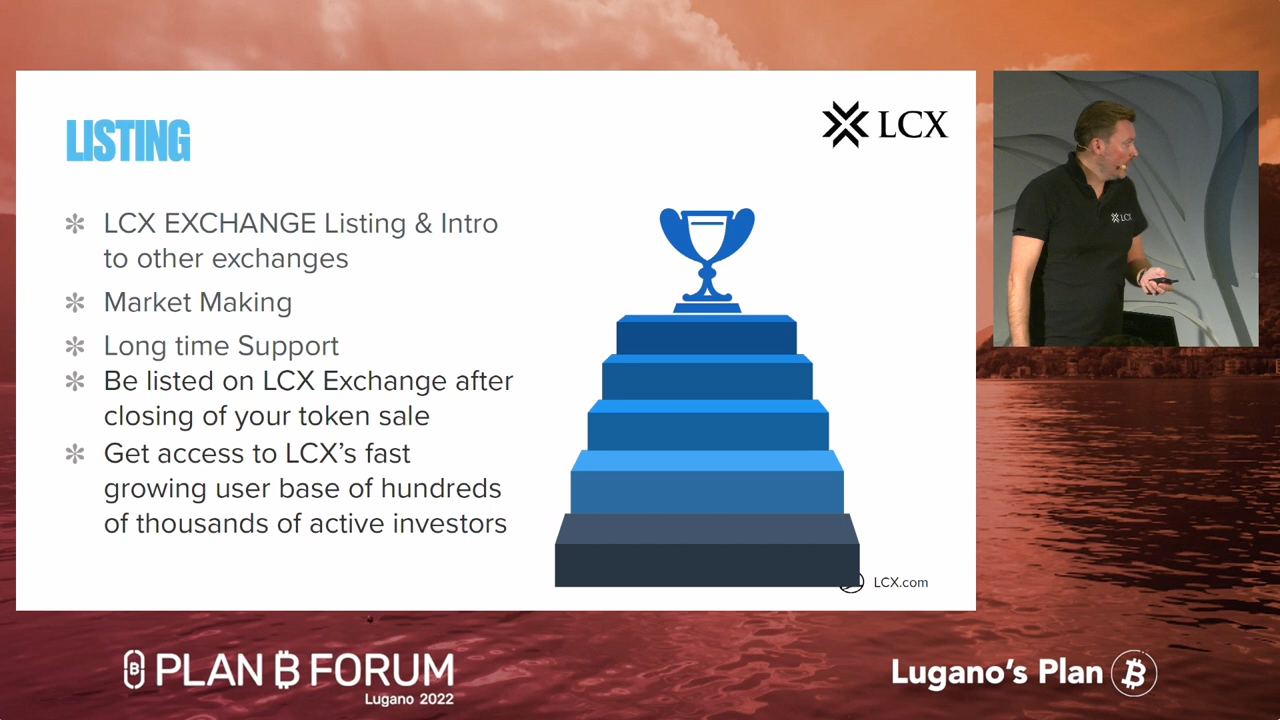 LISTING
LCX
LCX EXCHANGE Listing & Intro
to other exchanges
Market Making
Long time Support
Be listed on LCX Exchange after
closing of your token sale
Get access to LCX’s fast
growing user base of hundreds
of thousands of active investors
LCX.com
LCX
PLAN ₿ FORUM
Lugano 2022
Lugano’s Plan ₿